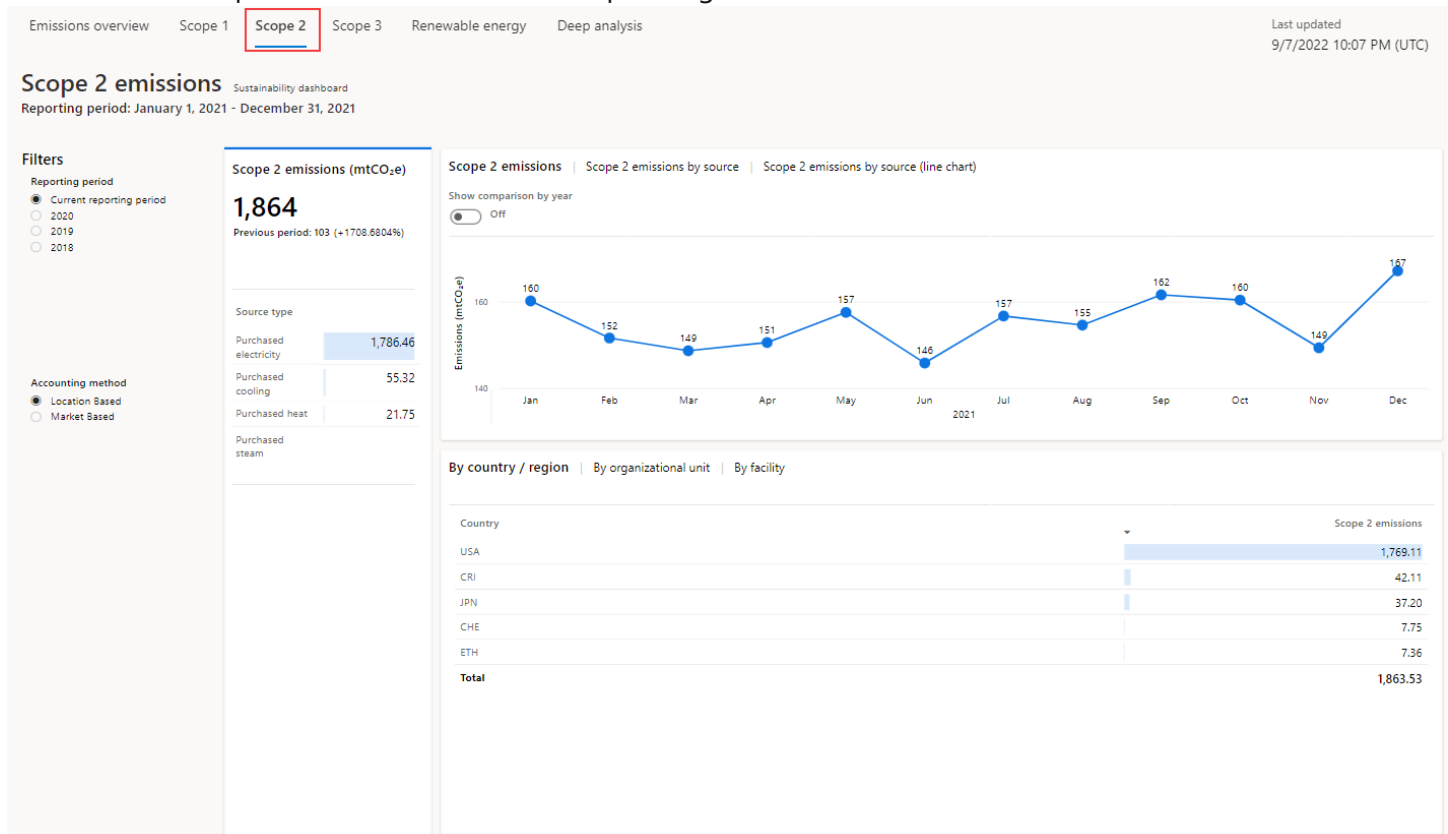 Emissions overview Scope 1 Scope 2 Scope 3 Renewable energy Deep analysis
Last updated
9/7/2022 10:07 PM (UTC)
Scope 2 emissions Sustainability dashboard
Reporting period: January 1, 2021 - December 31, 2021
Filters
Reporting period
Current reporting period
2020
2019
2018
Accounting method
Location Based
Market Based
Scope 2 emissions (mtCO₂e)
1,864
Previous period: 103 (+1708.6804%)
Source type
Purchased
electricity
1,786.46
Purchased
cooling
55.32
Purchased heat 21.75
Purchased
steam
Scope 2 emissions | Scope 2 emissions by source | Scope 2 emissions by source (line chart)
Show comparison by year
Off
Emissions (mtCO₂e)
160
140
160 152 149 151 157 146 157 155 162 160 149 167
Jan Feb Mar Apr May Jun Jul Aug Sep Oct Nov Dec
2021
By country / region | By organizational unit | By facility
Country Scope 2 emissions
USA 1,769.11
CRI 42.11
JPN 37.20
CHE 7.75
ETH 7.36
Total 1,863.53